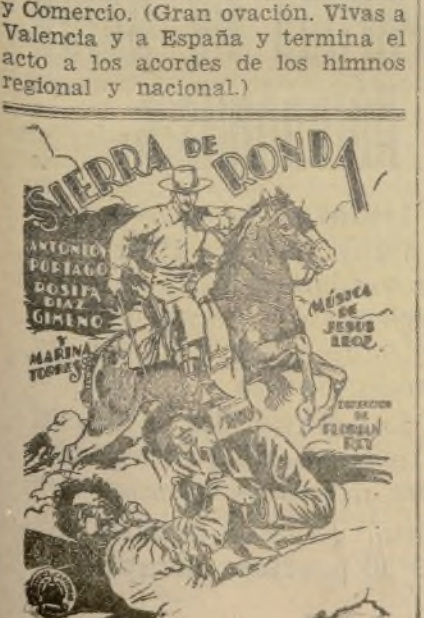 y Comercio. (Gran ovación. Vivas a
Valencia y a España y termina el
acto a los acordes de los himnos
regional y nacional.)
SIERRA DE RONDA
ANTONIO
PORTAGO
ROSITA
DIAZ
GIMENO
Y
MARINA
TORRES
MÚSICA
DE
JESUS
LEOZ
DIRECCION
DE
FLORIAN
REY